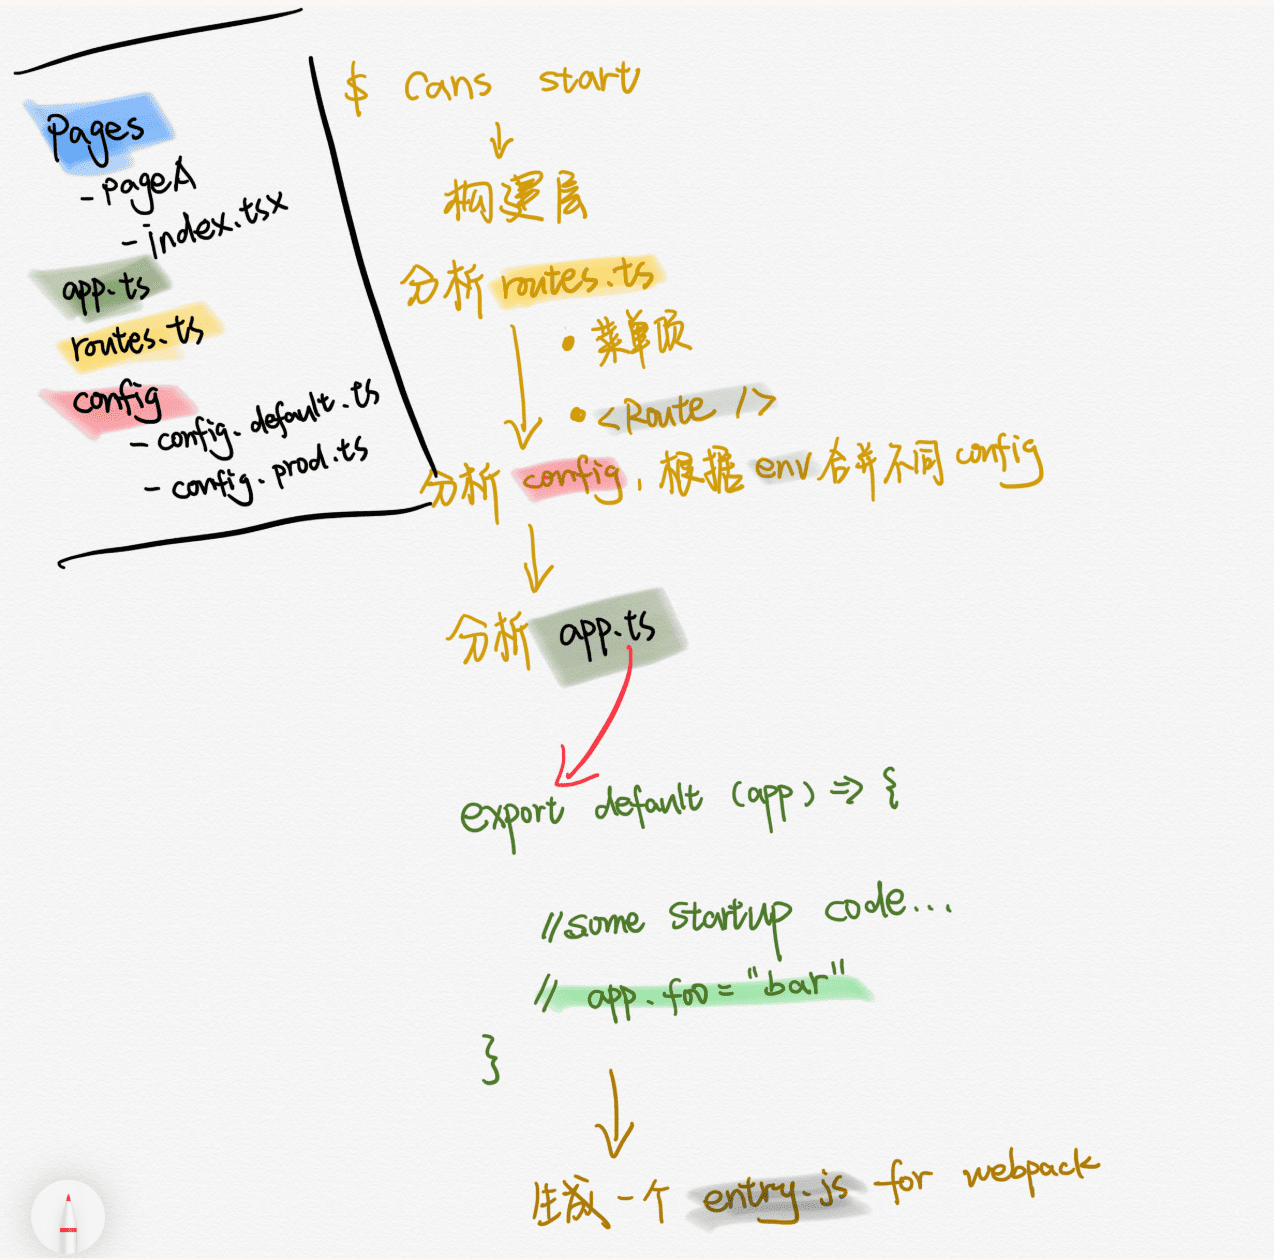 Pages
- pageA
- index.tsx
app.ts
routes.ts
config
- config.default.ts
- config.prod.ts
$ cans start
构建层
分析 routes.ts
• 菜单项
• <Route />
分析 config, 根据 env 合并不同 config
分析 app.ts
export default (app) => {
//some startup code...
// app.foo="bar"
}
生成一个 entry.js for webpack